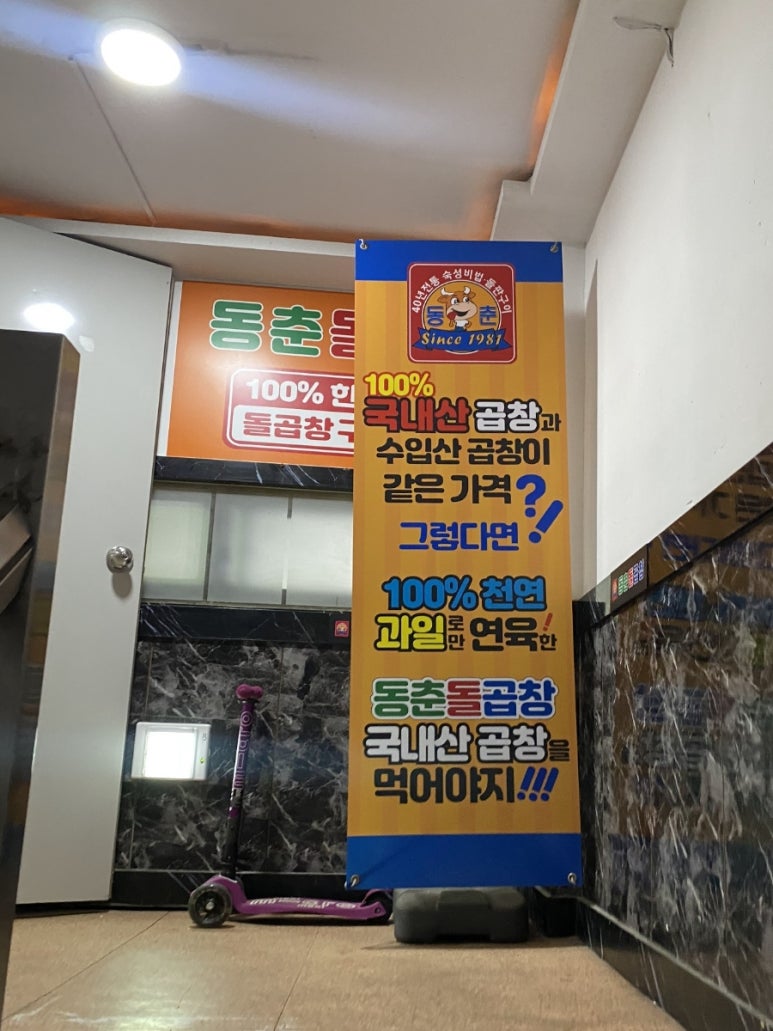 동춘
100% 한
돌곱창
40년전통·숙성비법·돌판구이
동춘
Since 1981
100%
국내산 곱창과
수입산 곱창이
같은 가격?!
그렇다면
100% 천연
과일로만 연육!한
동춘돌곱창
국내산 곱창을
먹어야지!!!